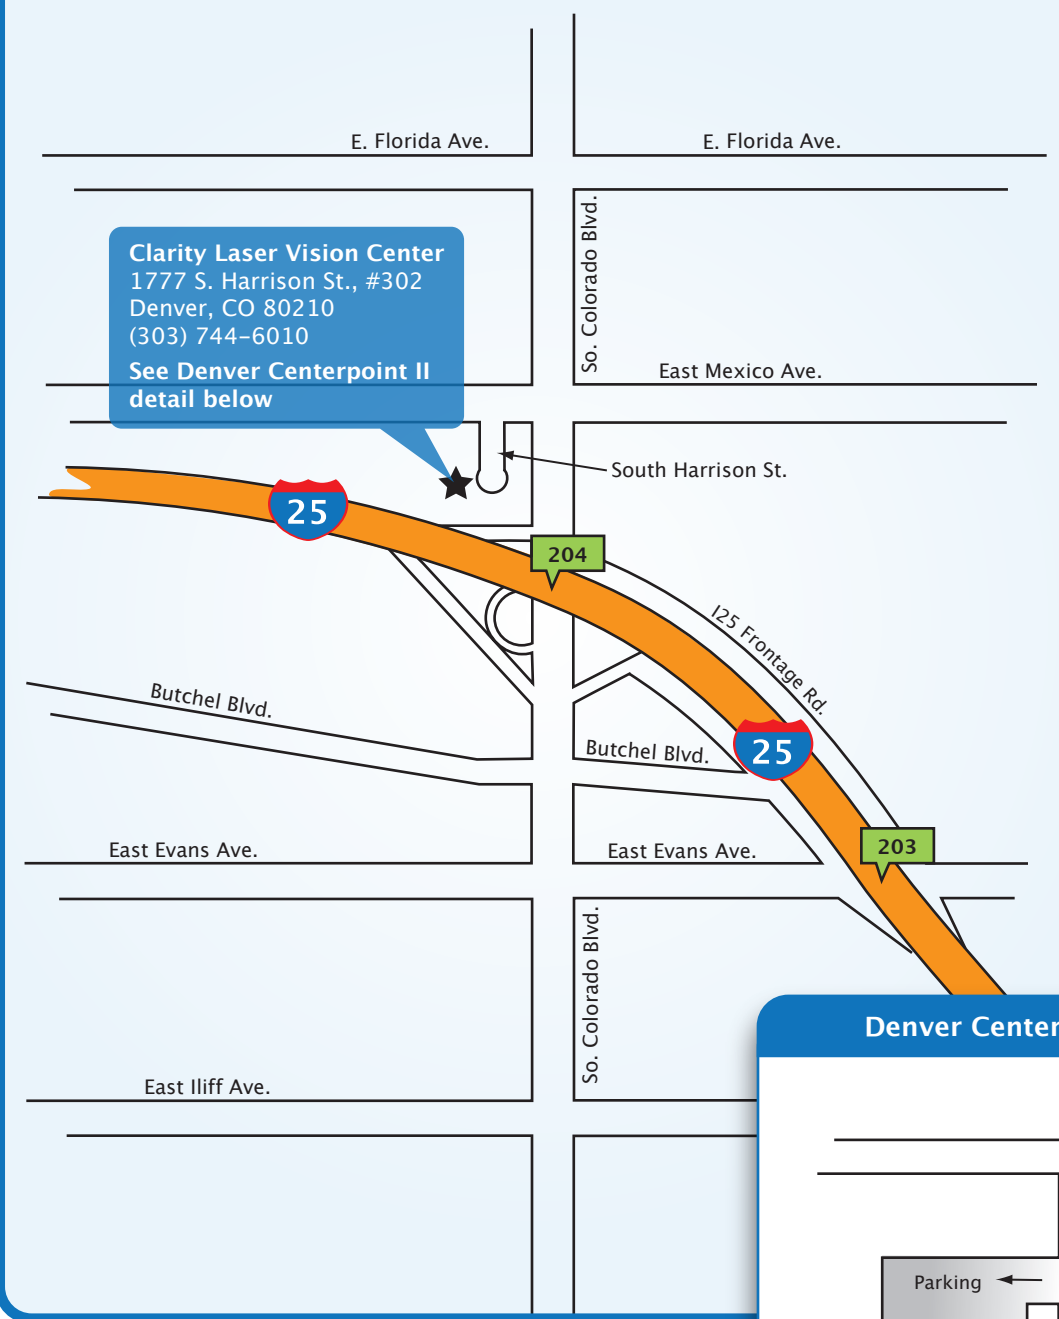 E. Florida Ave.
E. Florida Ave.
So. Colorado Blvd.
Clarity Laser Vision Center
1777 S. Harrison St., #302
Denver, CO 80210
(303) 744-6010
See Denver Centerpoint II
detail below
East Mexico Ave.
South Harrison St.
25
204
I25 Frontage Rd.
Butchel Blvd.
Butchel Blvd.
25
East Evans Ave.
East Evans Ave.
203
So. Colorado Blvd.
Denver Center
East Iliff Ave.
Parking